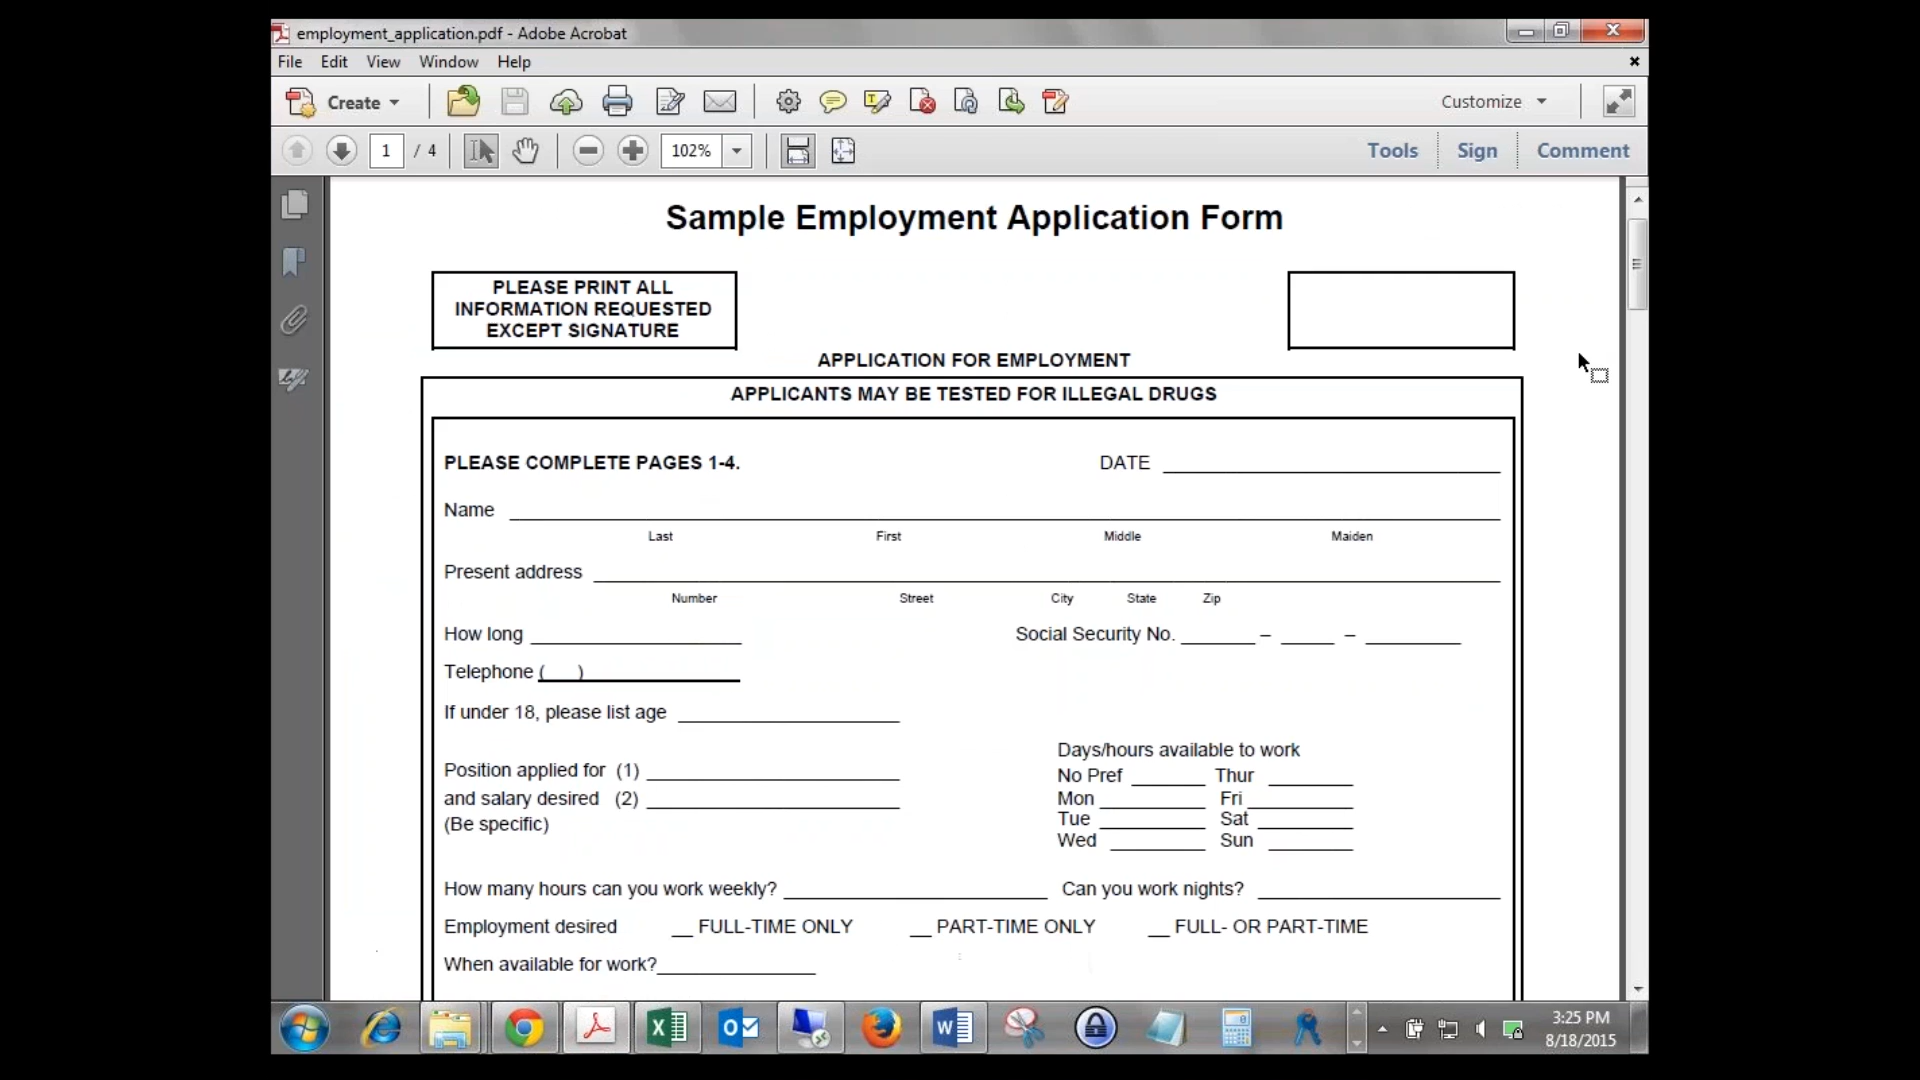 employment_application.pdf - Adobe Acrobat
File Edit View Window Help
Create Customize
1 / 4 102% Tools Sign Comment
Sample Employment Application Form
PLEASE PRINT ALL
INFORMATION REQUESTED
EXCEPT SIGNATURE
APPLICATION FOR EMPLOYMENT
APPLICANTS MAY BE TESTED FOR ILLEGAL DRUGS
PLEASE COMPLETE PAGES 1-4. DATE
Name
Last First Middle Maiden
Present address
Number Street City State Zip
How long Social Security No. – –
Telephone ( )
If under 18, please list age
Days/hours available to work
Position applied for (1) No Pref Thur
and salary desired (2) Mon Fri
(Be specific) Tue Sat
Wed Sun
How many hours can you work weekly? Can you work nights?
Employment desired __ FULL-TIME ONLY __ PART-TIME ONLY __ FULL- OR PART-TIME
When available for work?
3:25 PM
8/18/2015